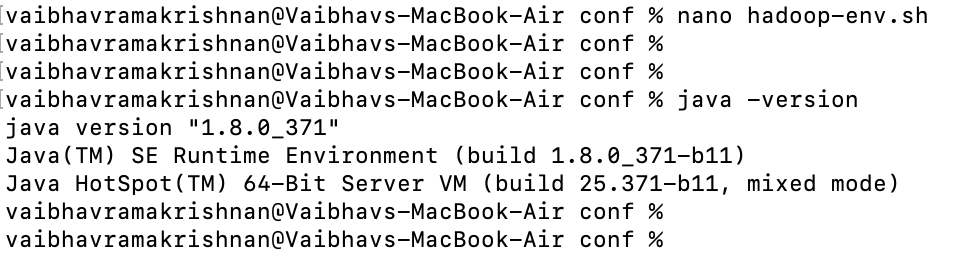 vaibhavramakrishnan@Vaibhavs-MacBook-Air conf % nano hadoop-env.sh
vaibhavramakrishnan@Vaibhavs-MacBook-Air conf %
vaibhavramakrishnan@Vaibhavs-MacBook-Air conf %
vaibhavramakrishnan@Vaibhavs-MacBook-Air conf % java -version
java version "1.8.0_371"
Java(TM) SE Runtime Environment (build 1.8.0_371-b11)
Java HotSpot(TM) 64-Bit Server VM (build 25.371-b11, mixed mode)
vaibhavramakrishnan@Vaibhavs-MacBook-Air conf %
vaibhavramakrishnan@Vaibhavs-MacBook-Air conf %